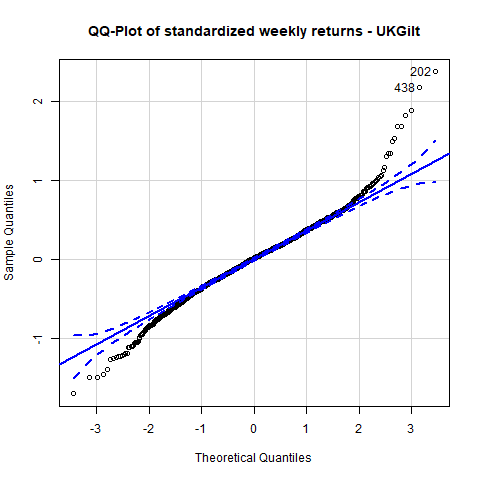 QQ-Plot of standardized weekly returns - UKGilt
202
438
2
1
0
-1
Sample Quantiles
-3 -2 -1 0 1 2 3
Theoretical Quantiles